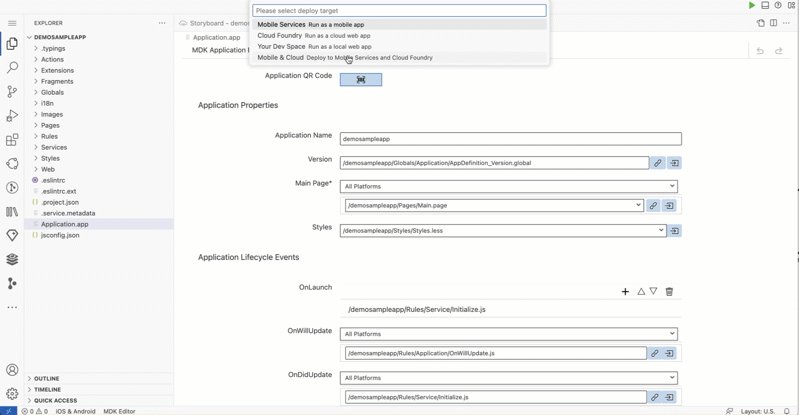 Please select deploy target
Mobile Services Run as a mobile app
Cloud Foundry Run as a cloud web app
Your Dev Space Run as a local web app
Mobile & Cloud Deploy to Mobile Services and Cloud Foundry
EXPLORER
DEMOSAMPLEAPP
.typings
Actions
Extensions
Fragments
Globals
i18n
Images
Pages
Rules
Services
Styles
Web
.eslintrc
.eslintrc.ext
.project.json
.service.metadata
Application.app
jsconfig.json
OUTLINE
TIMELINE
QUICK ACCESS
Storyboard - demos
Application.app
MDK Application
Application QR Code
Application Properties
Application Name
demosampleapp
Version
/demosampleapp/Globals/Application/AppDefinition_Version.global
Main Page*
All Platforms
/demosampleapp/Pages/Main.page
Styles
/demosampleapp/Styles/Styles.less
Application Lifecycle Events
OnLaunch
/demosampleapp/Rules/Service/Initialize.js
OnWillUpdate
All Platforms
/demosampleapp/Rules/Application/OnWillUpdate.js
OnDidUpdate
All Platforms
/demosampleapp/Rules/Service/Initialize.js
0 0 iOS & Android MDK Editor
Layout: U.S.